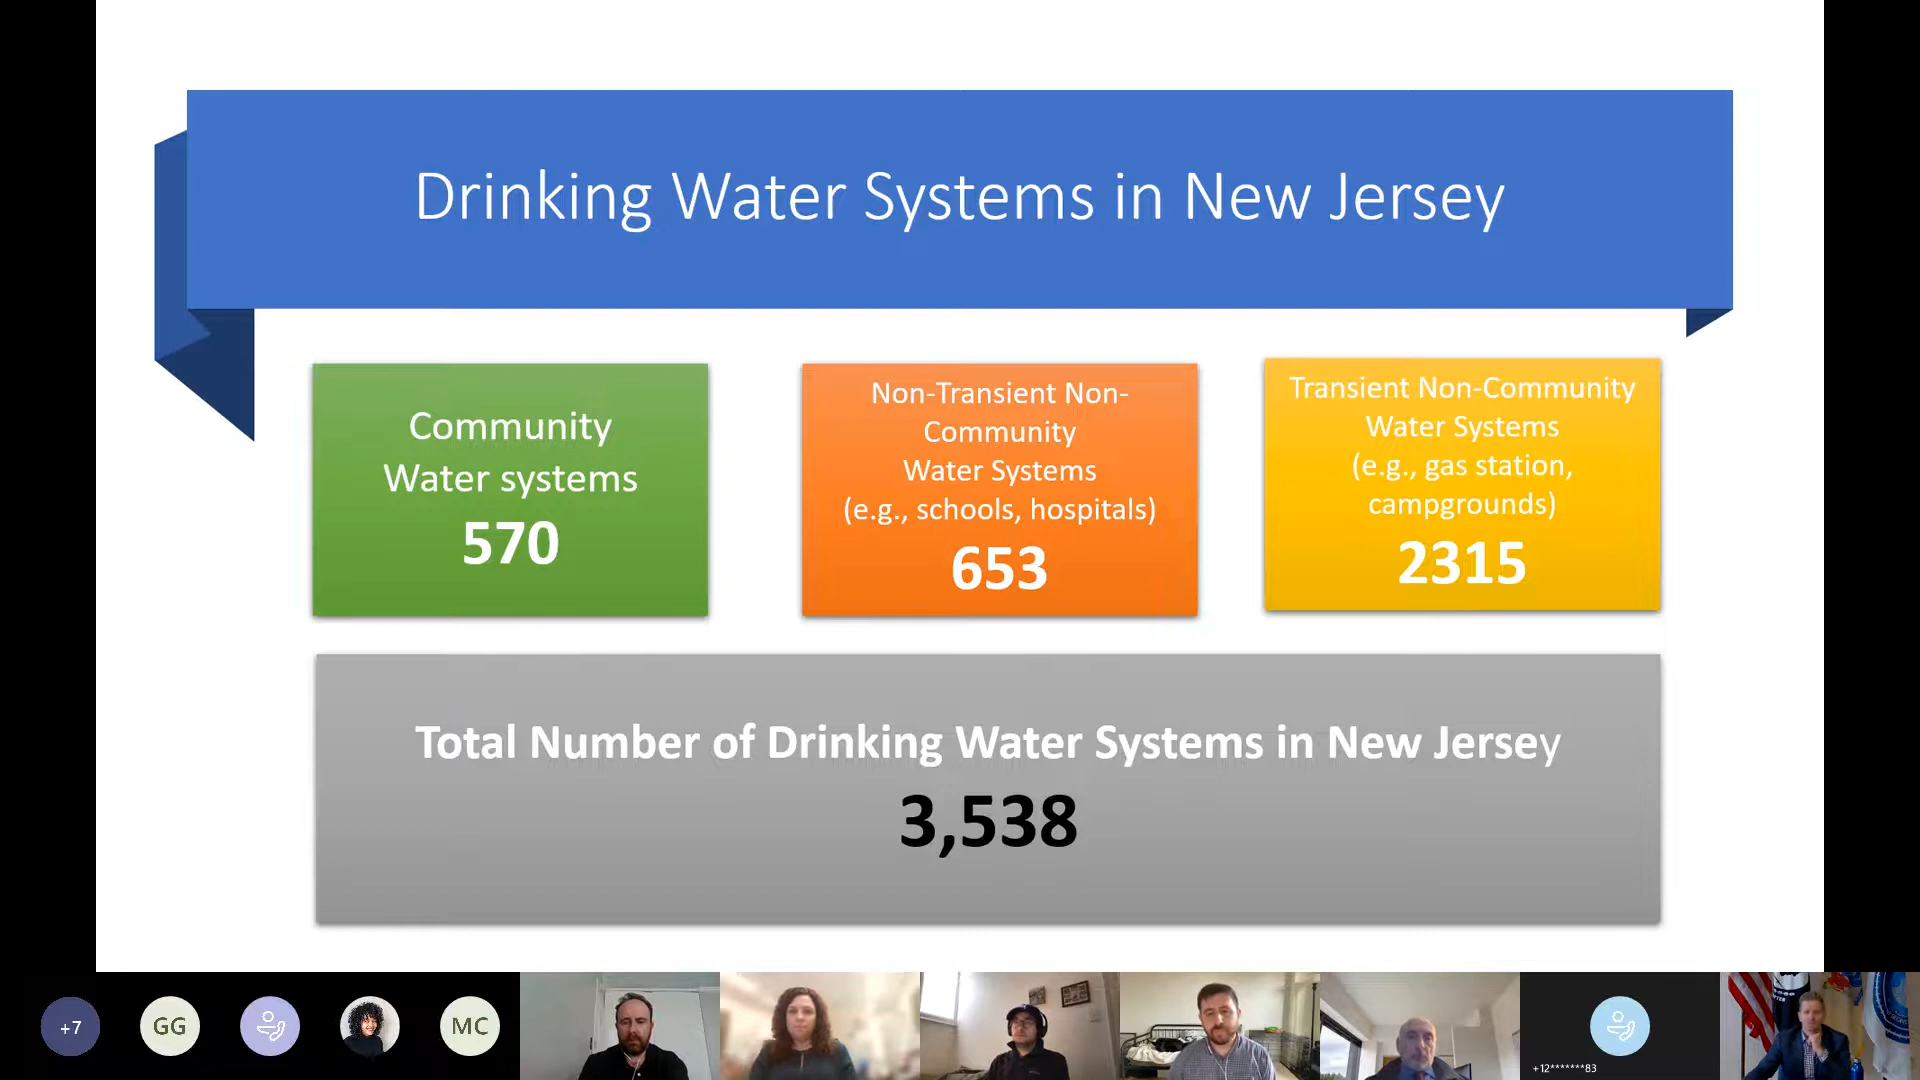 Drinking Water Systems in New Jersey
Community
Water systems
570
Non-Transient Non-
Community
Water Systems
(e.g., schools, hospitals)
653
Transient Non-Community
Water Systems
(e.g., gas station,
campgrounds)
2315
Total Number of Drinking Water Systems in New Jersey
3,538
+7
GG
MC
+12*******83